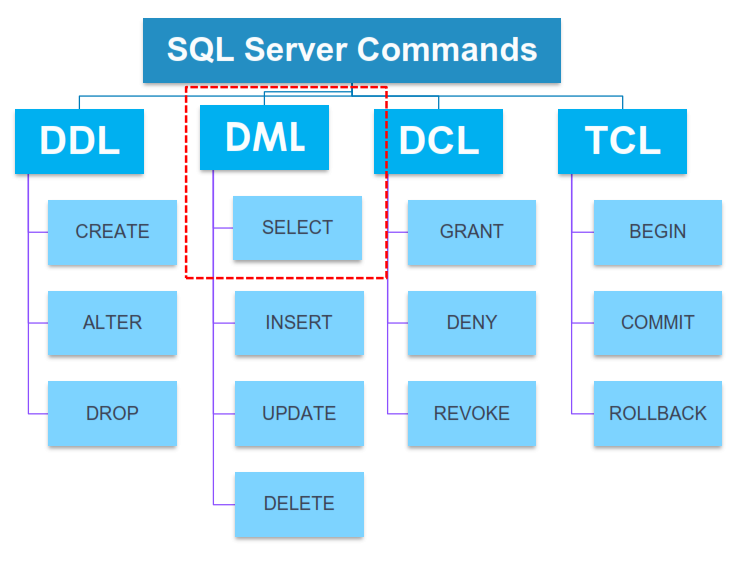 SQL Server Commands
DDL
DML
DCL
TCL
CREATE
SELECT
GRANT
BEGIN
ALTER
INSERT
DENY
COMMIT
DROP
UPDATE
REVOKE
ROLLBACK
DELETE